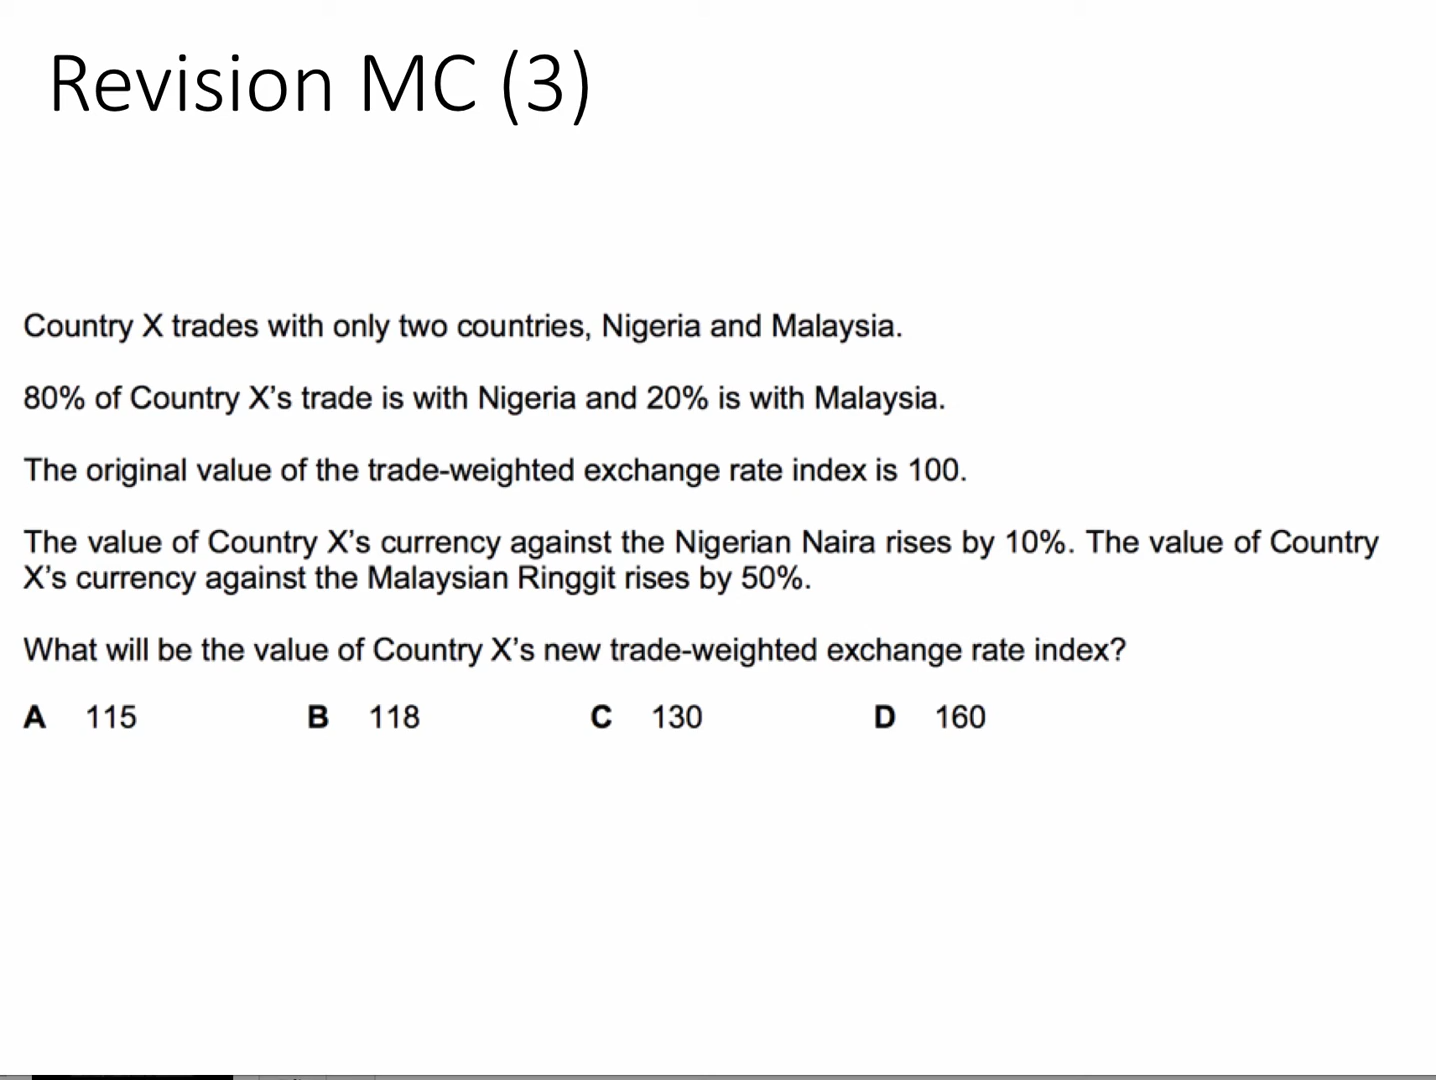 Revision MC (3)
Country X trades with only two countries, Nigeria and Malaysia.
80% of Country X’s trade is with Nigeria and 20% is with Malaysia.
The original value of the trade-weighted exchange rate index is 100.
The value of Country X’s currency against the Nigerian Naira rises by 10%. The value of Country
X’s currency against the Malaysian Ringgit rises by 50%.
What will be the value of Country X’s new trade-weighted exchange rate index?
A 115 B 118 C 130 D 160